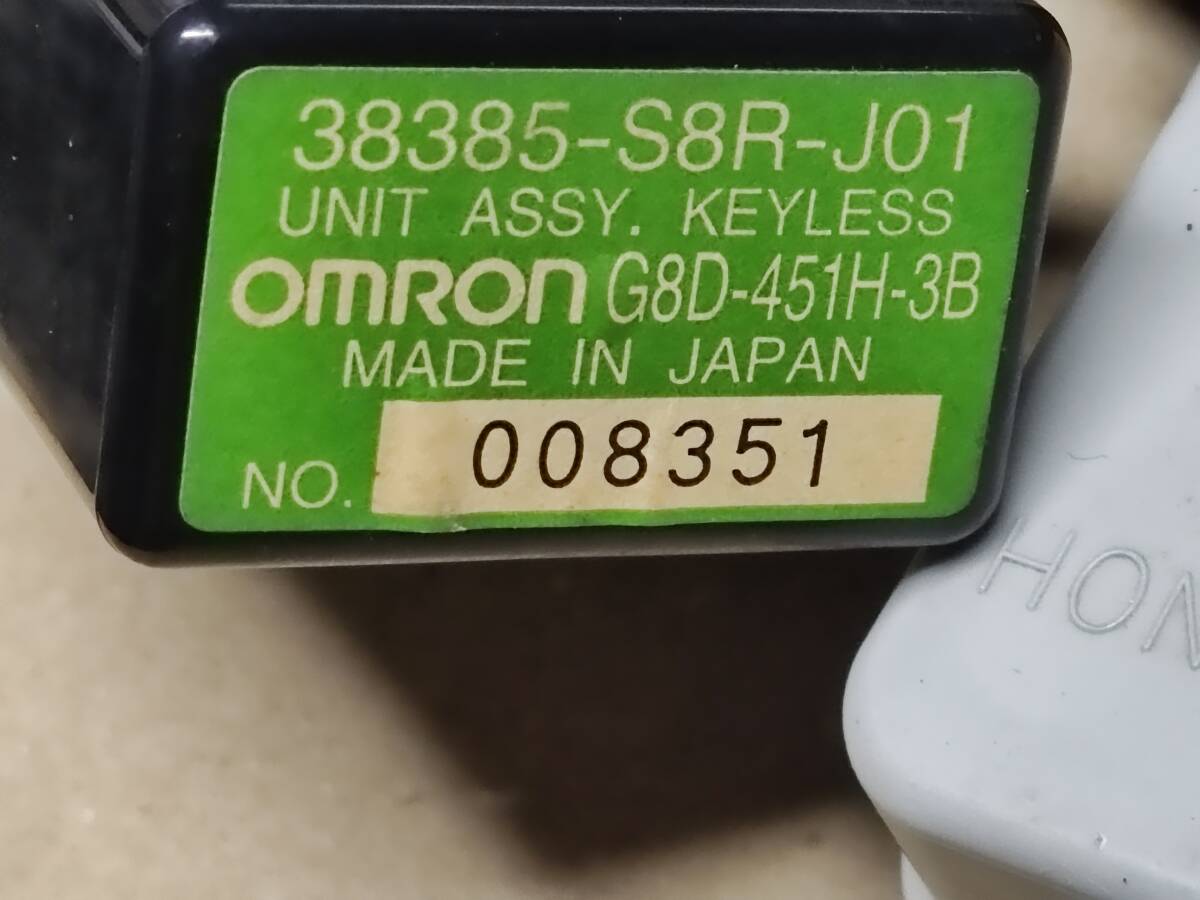 38385-S8R-J01
UNIT ASSY. KEYLESS
OMRON G8D-451H-3B
MADE IN JAPAN
NO. 008351
HON